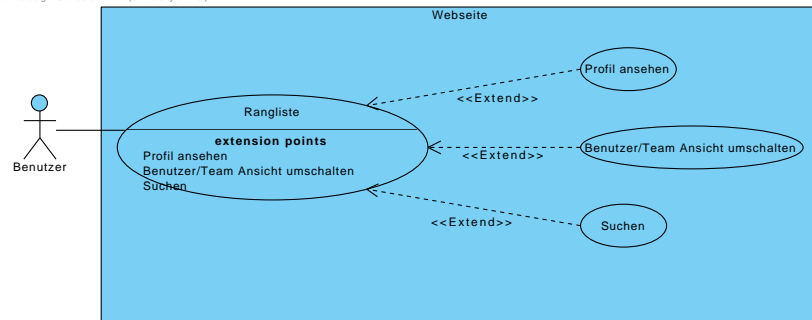 Webseite
Profil ansehen
<<Extend>>
Rangliste
extension points
Profil ansehen
Benutzer/Team Ansicht umschalten
Suchen
Benutzer
<<Extend>>
Benutzer/Team Ansicht umschalten
<<Extend>>
Suchen